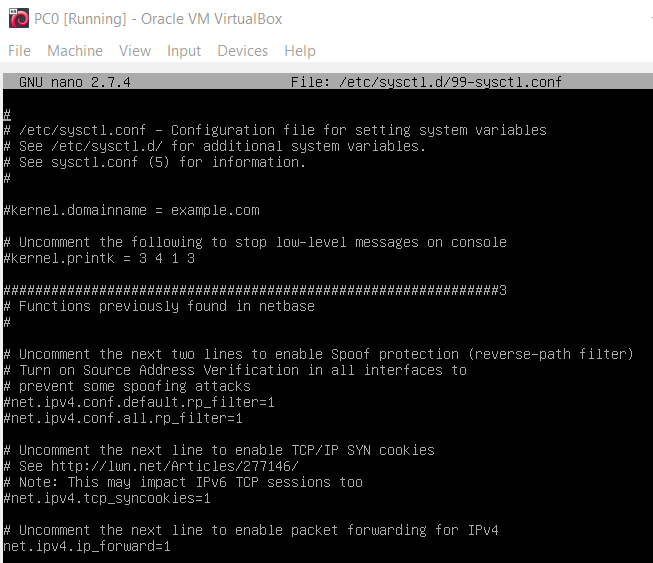 PC0 [Running] - Oracle VM VirtualBox
File Machine View Input Devices Help
GNU nano 2.7.4 File: /etc/sysctl.d/99-sysctl.conf
#
# /etc/sysctl.conf - Configuration file for setting system variables
# See /etc/sysctl.d/ for additional system variables.
# See sysctl.conf (5) for information.
#
#kernel.domainname = example.com
# Uncomment the following to stop low-level messages on console
#kernel.printk = 3 4 1 3
##############################################################3
# Functions previously found in netbase
#
# Uncomment the next two lines to enable Spoof protection (reverse-path filter)
# Turn on Source Address Verification in all interfaces to
# prevent some spoofing attacks
#net.ipv4.conf.default.rp_filter=1
#net.ipv4.conf.all.rp_filter=1
# Uncomment the next line to enable TCP/IP SYN cookies
# See http://lwn.net/Articles/277146/
# Note: This may impact IPv6 TCP sessions too
#net.ipv4.tcp_syncookies=1
# Uncomment the next line to enable packet forwarding for IPv4
net.ipv4.ip_forward=1